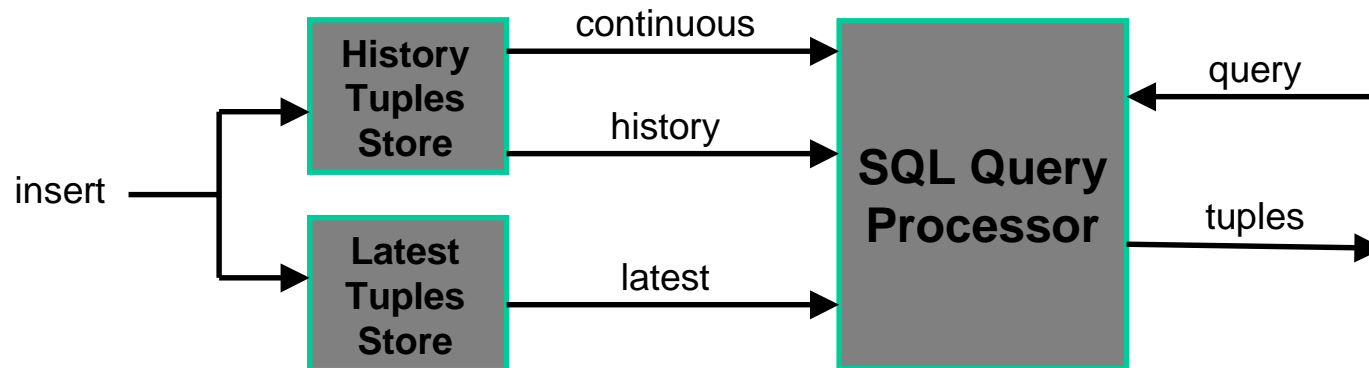 insert
History
Tuples
Store
Latest
Tuples
Store
continuous
history
latest
SQL Query
Processor
query
tuples